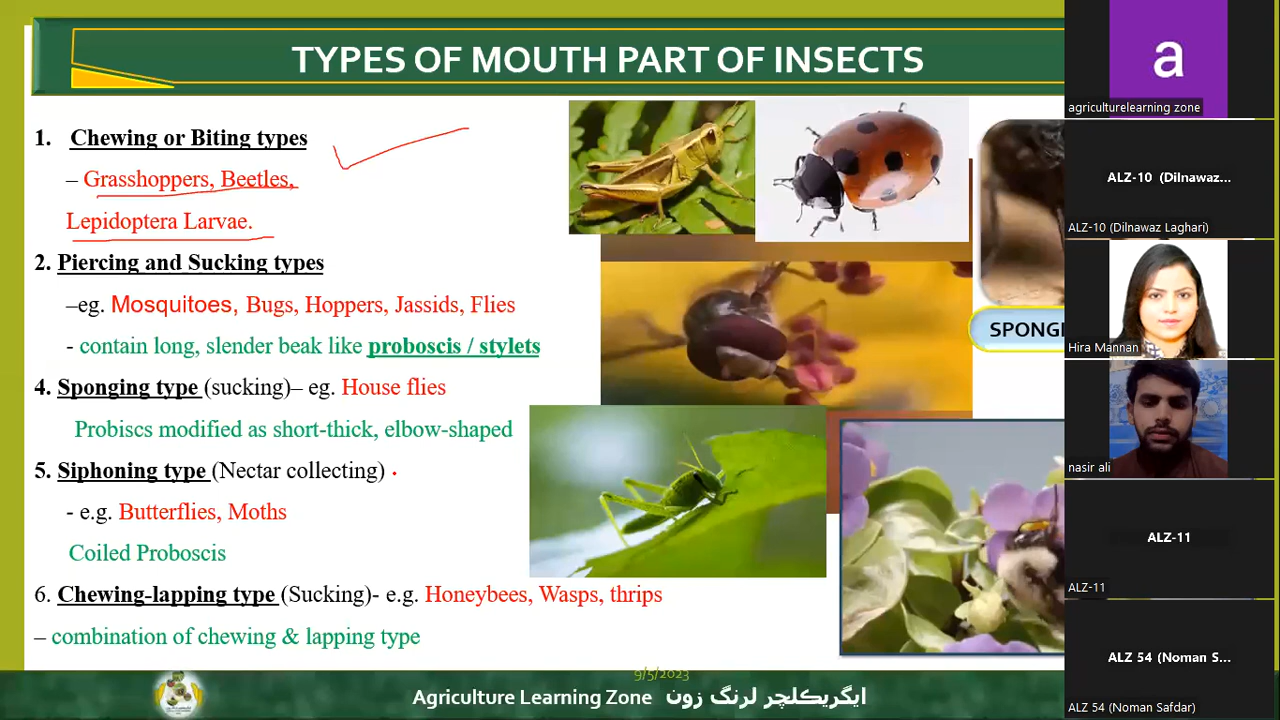 TYPES OF MOUTH PART OF INSECTS
1. Chewing or Biting types
– Grasshoppers, Beetles,
Lepidoptera Larvae.
2. Piercing and Sucking types
–eg. Mosquitoes, Bugs, Hoppers, Jassids, Flies
- contain long, slender beak like proboscis / stylets
4. Sponging type (sucking)– eg. House flies
Probiscs modified as short-thick, elbow-shaped
5. Siphoning type (Nectar collecting)
- e.g. Butterflies, Moths
Coiled Proboscis
6. Chewing-lapping type (Sucking)- e.g. Honeybees, Wasps, thrips
– combination of chewing & lapping type
SPONGI
9/5/2023
Agriculture Learning Zone ایگریکلچر لرنگ زون
a
agriculturelearning zone
ALZ-10 (Dilnawaz...
ALZ-10 (Dilnawaz Laghari)
Hira Mannan
nasir ali
ALZ-11
ALZ-11
ALZ 54 (Noman S...
ALZ 54 (Noman Safdar)